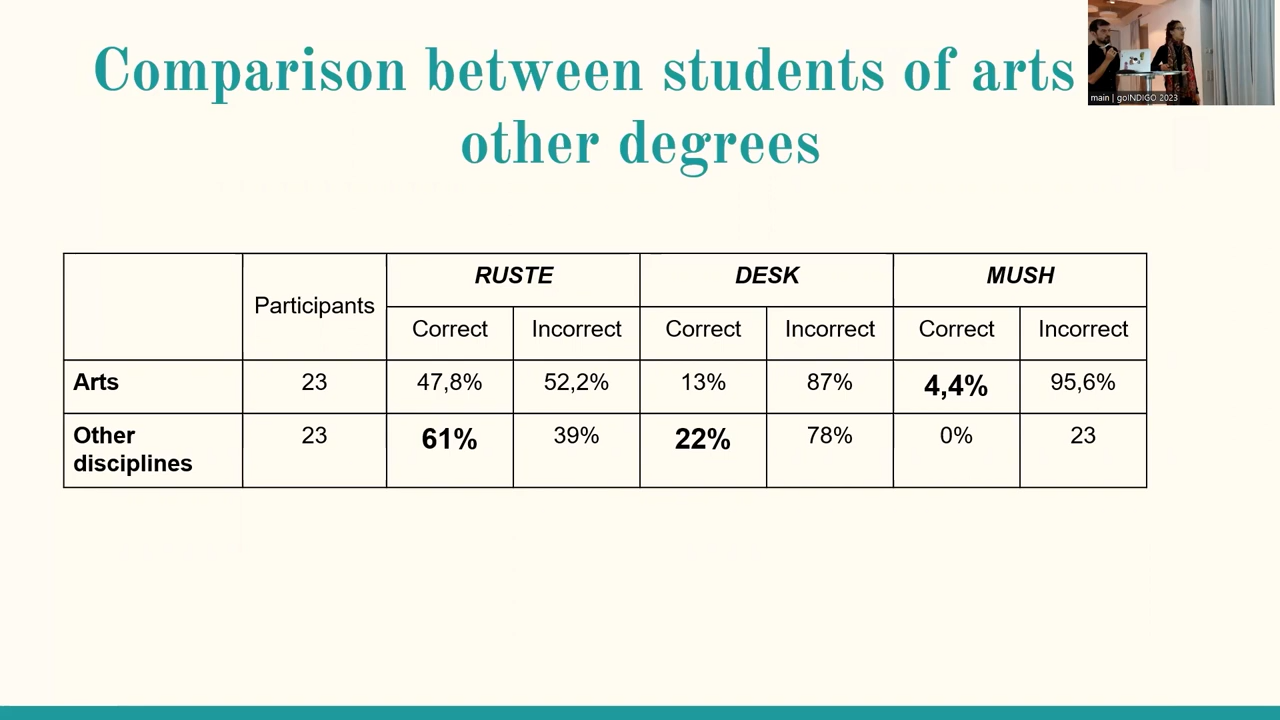 Comparison between students of arts
other degrees
main | goINDIGO 2023
Participants RUSTE DESK MUSH
Correct Incorrect Correct Incorrect Correct Incorrect
Arts 23 47,8% 52,2% 13% 87% 4,4% 95,6%
Other 23 61% 39% 22% 78% 0% 23
disciplines